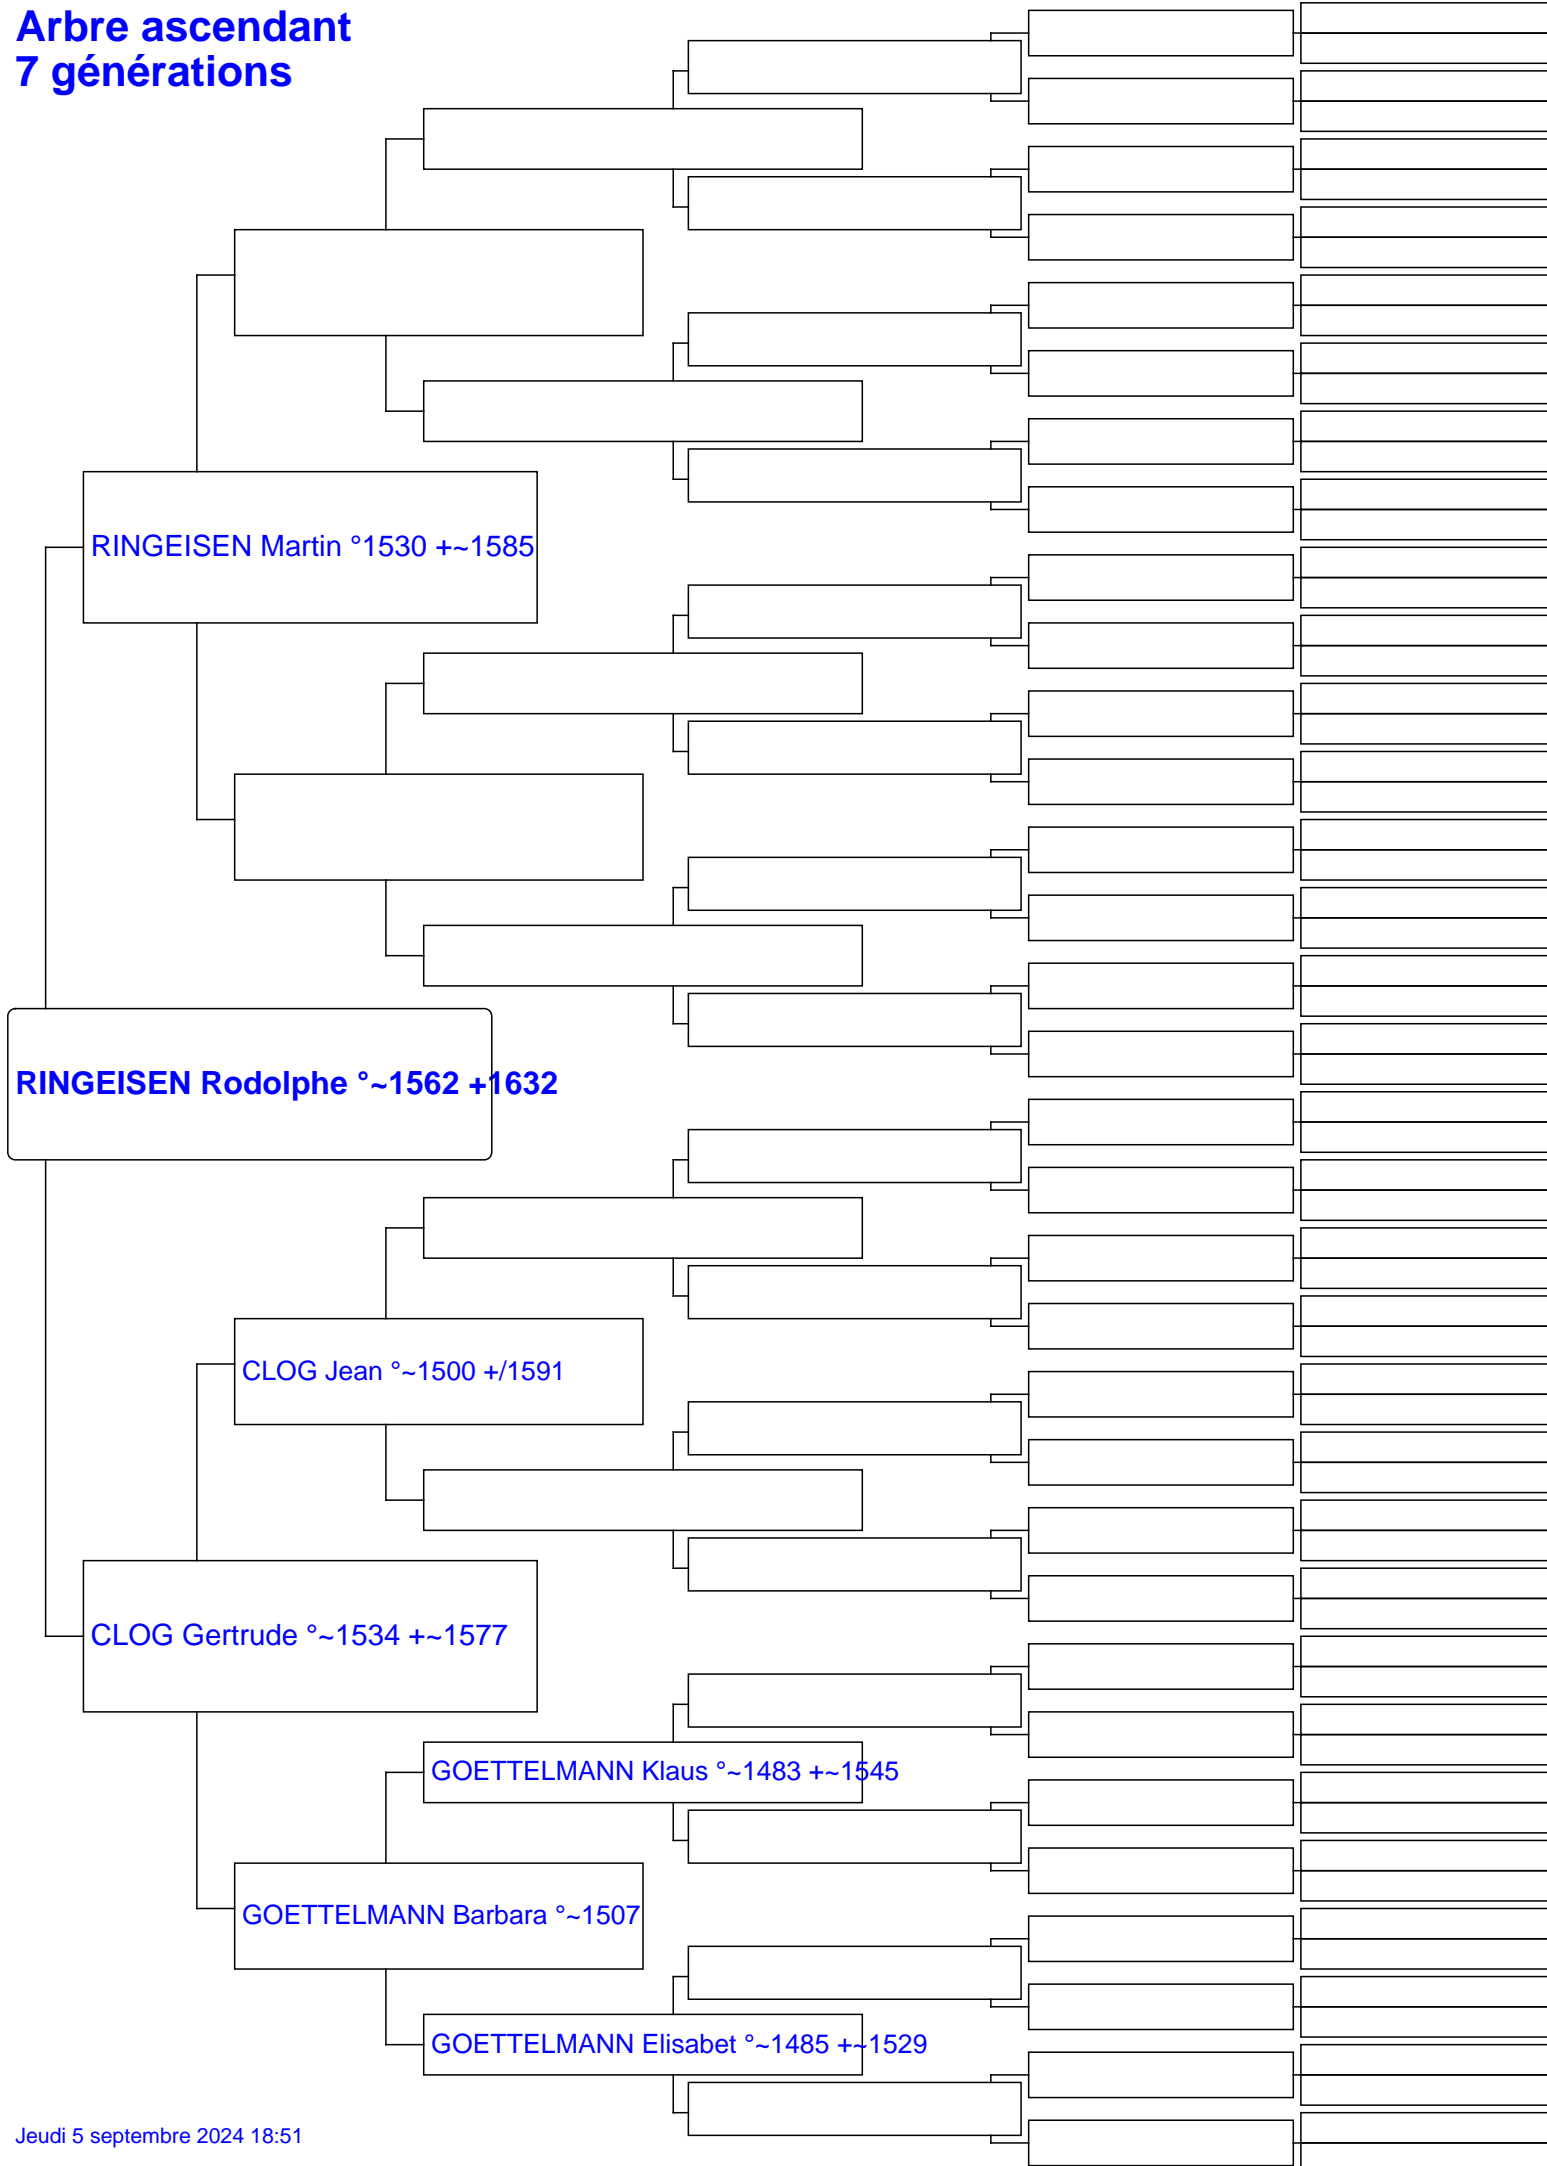 Arbre ascendant
7 générations
RINGEISEN Martin °1530 +~1585
RINGEISEN Rodolphe °~1562 +1632
CLOG Jean °~1500 +/1591
CLOG Gertrude °~1534 +~1577
GOETTELMANN Klaus °~1483 +~1545
GOETTELMANN Barbara °~1507
GOETTELMANN Elisabet °~1485 +~1529
Jeudi 5 septembre 2024 18:51